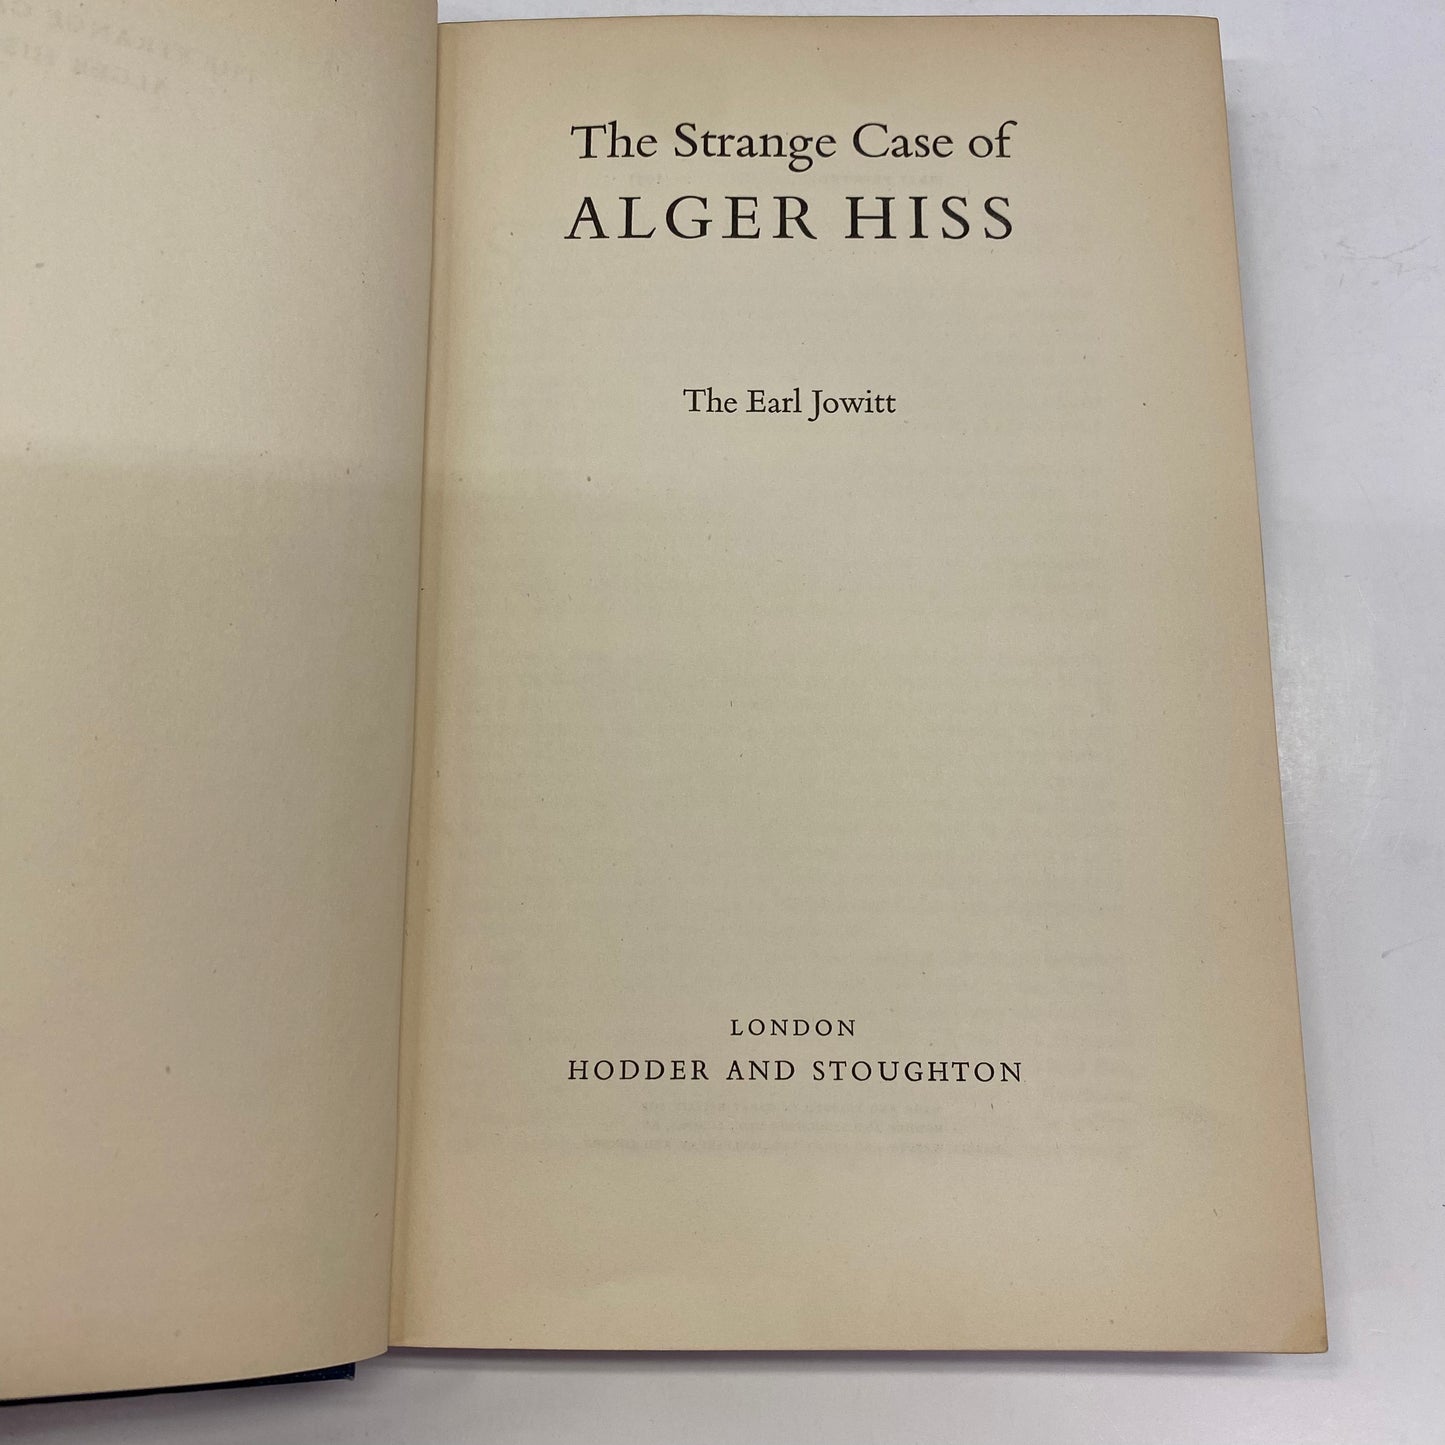 The Strange Case of
ALGER HISS
The Earl Jowitt
LONDON
HODDER AND STOUGHTON